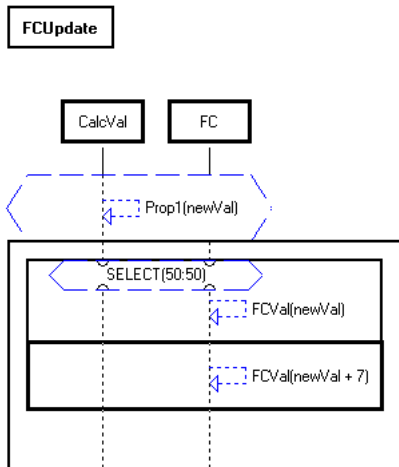 FCUpdate
CalcVal
FC
Prop1(newVal)
SELECT(50:50)
FCVal(newVal)
FCVal(newVal + 7)